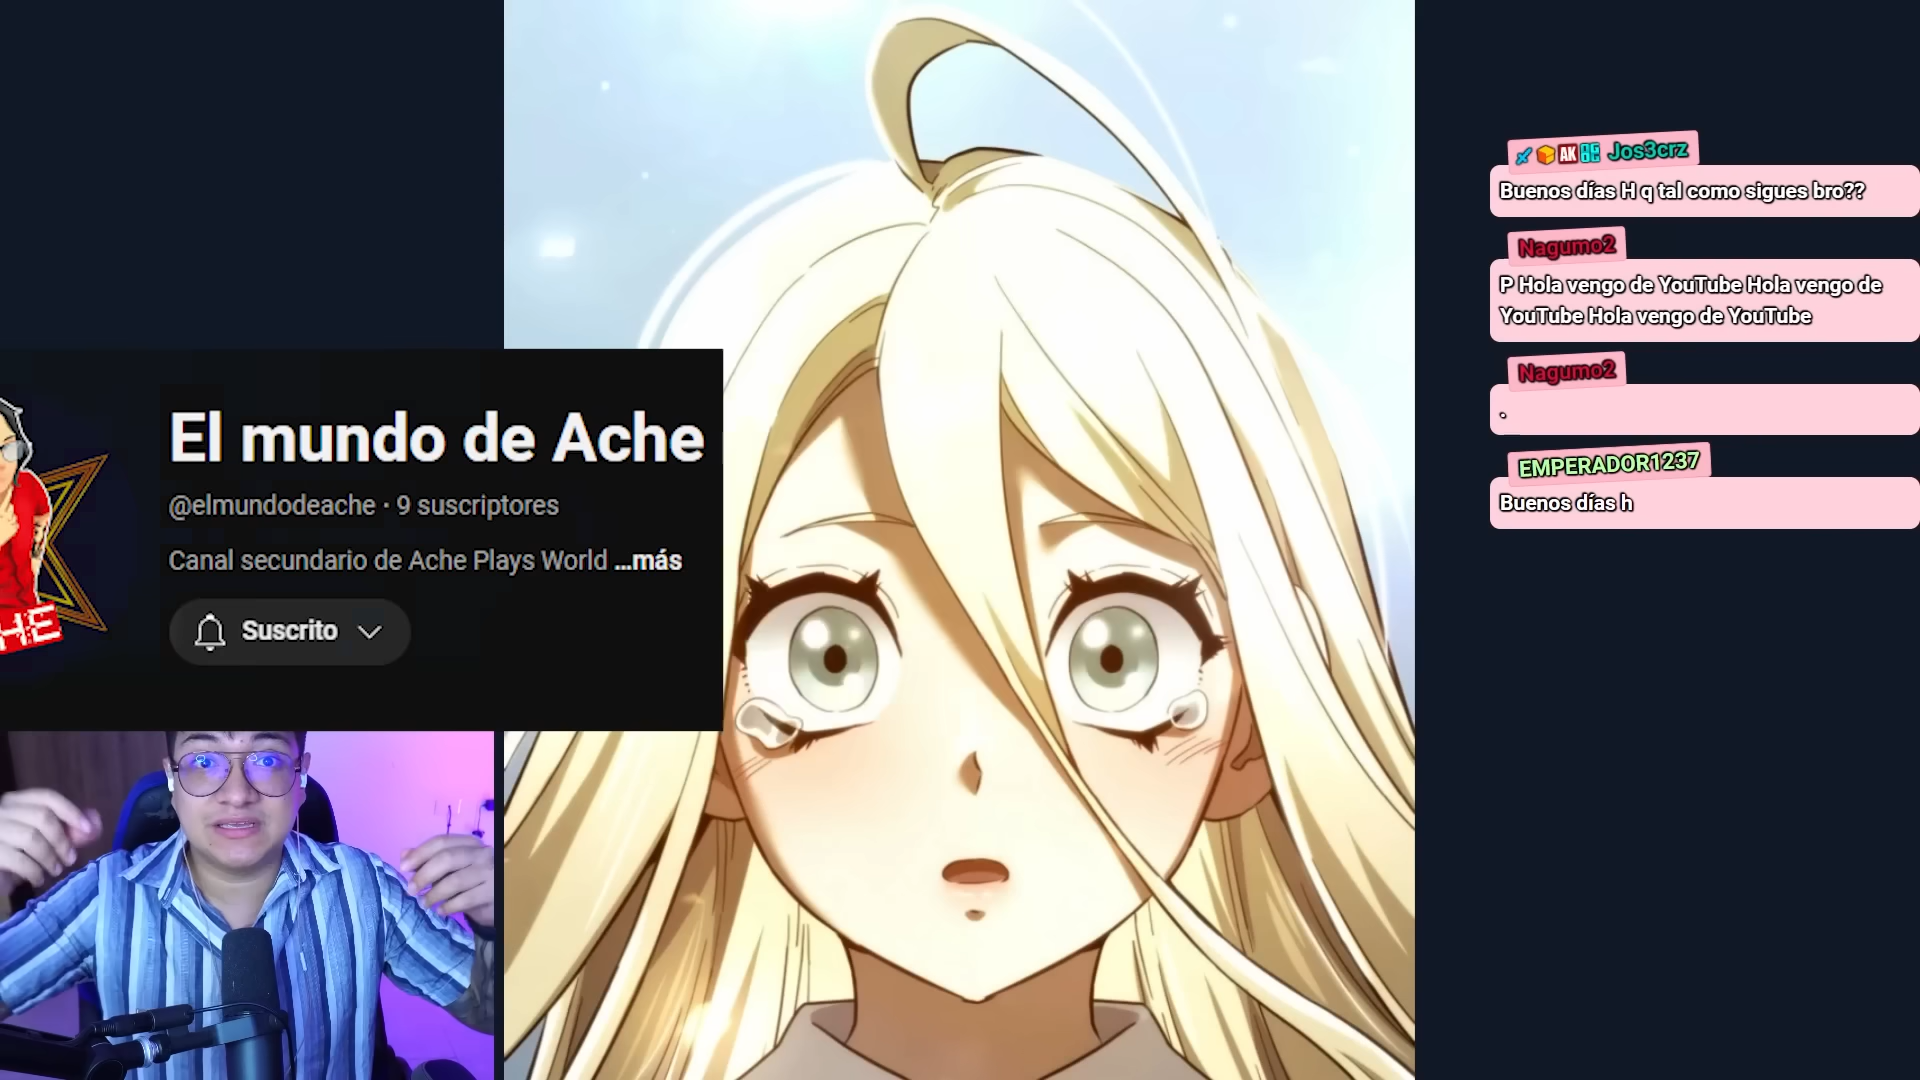 El mundo de Ache
@elmundodeache · 9 suscriptores
Canal secundario de Ache Plays World ...más
Suscrito
HE
AK Jos3crz
Buenos días H q tal como sigues bro??
Nagumo2
P Hola vengo de YouTube Hola vengo de
YouTube Hola vengo de YouTube
Nagumo2
.
EMPERADOR1237
Buenos días h